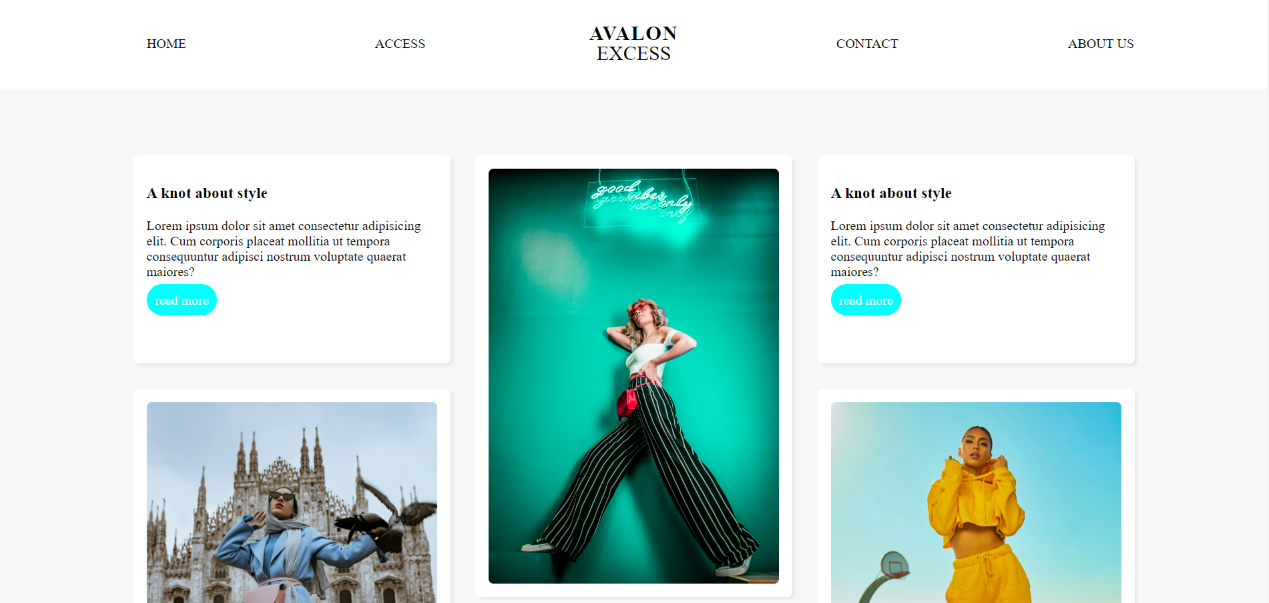 HOME
ACCESS
AVALON
EXCESS
CONTACT
ABOUT US
A knot about style
Lorem ipsum dolor sit amet consectetur adipisicing
elit. Cum corporis placeat mollitia ut tempora
consequuntur adipisci nostrum voluptate quaerat
maiores?
read more
good vibes only
A knot about style
Lorem ipsum dolor sit amet consectetur adipisicing
elit. Cum corporis placeat mollitia ut tempora
consequuntur adipisci nostrum voluptate quaerat
maiores?
read more